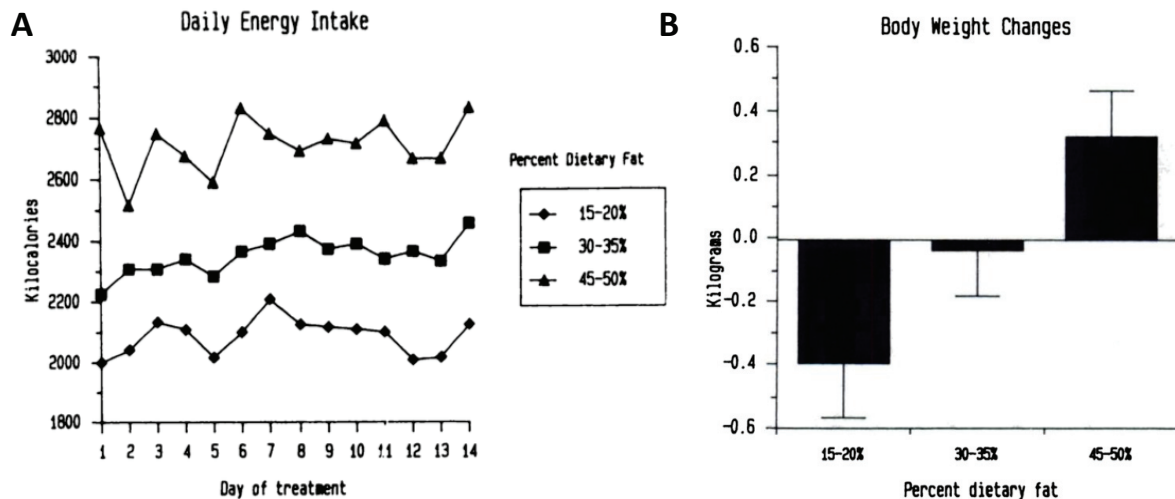 A
Daily Energy Intake
3000
2800
2600
2400
2200
2000
1800
Kilocalories
1 2 3 4 5 6 7 8 9 10 11 12 13 14
Day of treatment
Percent Dietary Fat
15-20%
30-35%
45-50%
B
Body Weight Changes
0.6
0.4
0.2
0.0
-0.2
-0.4
-0.6
Kilograms
15-20% 30-35% 45-50%
Percent dietary fat